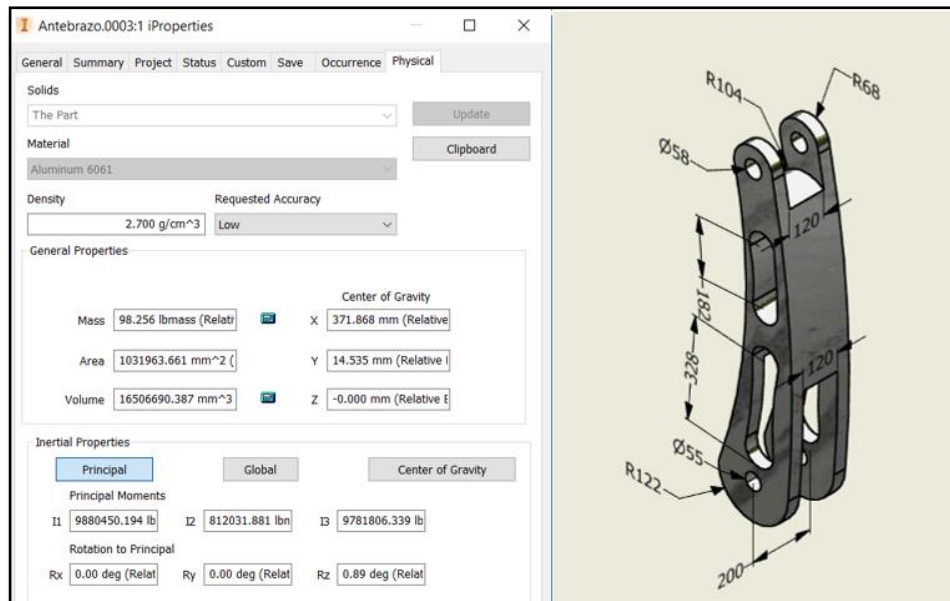 Antebrazo.0003:1 iProperties
General Summary Project Status Custom Save Occurrence Physical
Solids
The Part
Update
Material
Clipboard
Aluminum 6061
Density Requested Accuracy
2.700 g/cm^3 Low
General Properties
Center of Gravity
Mass 98.256 lbmass (Relati X 371.868 mm (Relative
Area 1031963.661 mm^2 ( Y 14.535 mm (Relative
Volume 16506690.387 mm^3 Z -0.000 mm (Relative E
Inertial Properties
Principal Global Center of Gravity
Principal Moments
I1 9880450.194 lb I2 812031.881 lbn I3 9781806.339 lb
Rotation to Principal
Rx 0.00 deg (Relat Ry 0.00 deg (Relat Rz 0.89 deg (Relat
R68
R104
Ø58
120
182
328
120
Ø55
R122
200